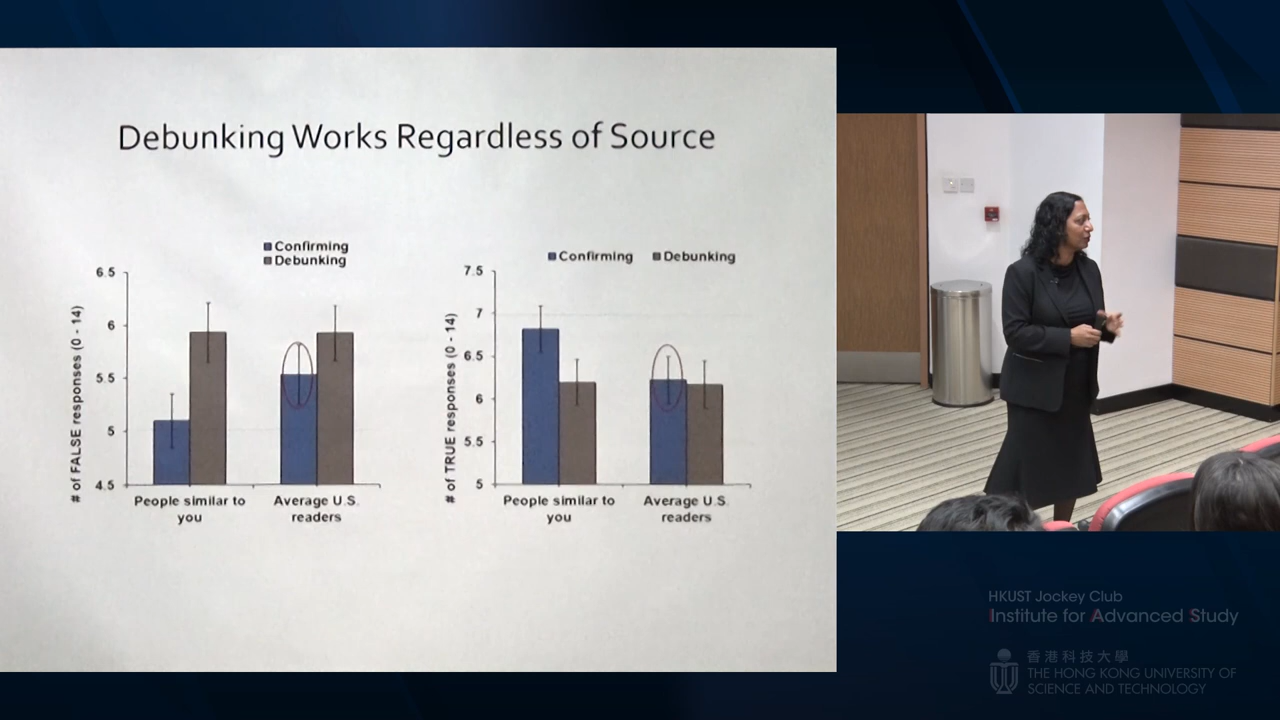 Debunking Works Regardless of Source
Confirming
Debunking
# of FALSE responses (0 - 14)
6.5
6
5.5
5
4.5
People similar to
you
Average U.S.
readers
Confirming Debunking
# of TRUE responses (0 - 14)
7.5
7
6.5
6
5.5
5
People similar to
you
Average U.S.
readers
HKUST Jockey Club
Institute for Advanced Study
香港科技大學
THE HONG KONG UNIVERSITY OF
SCIENCE AND TECHNOLOGY